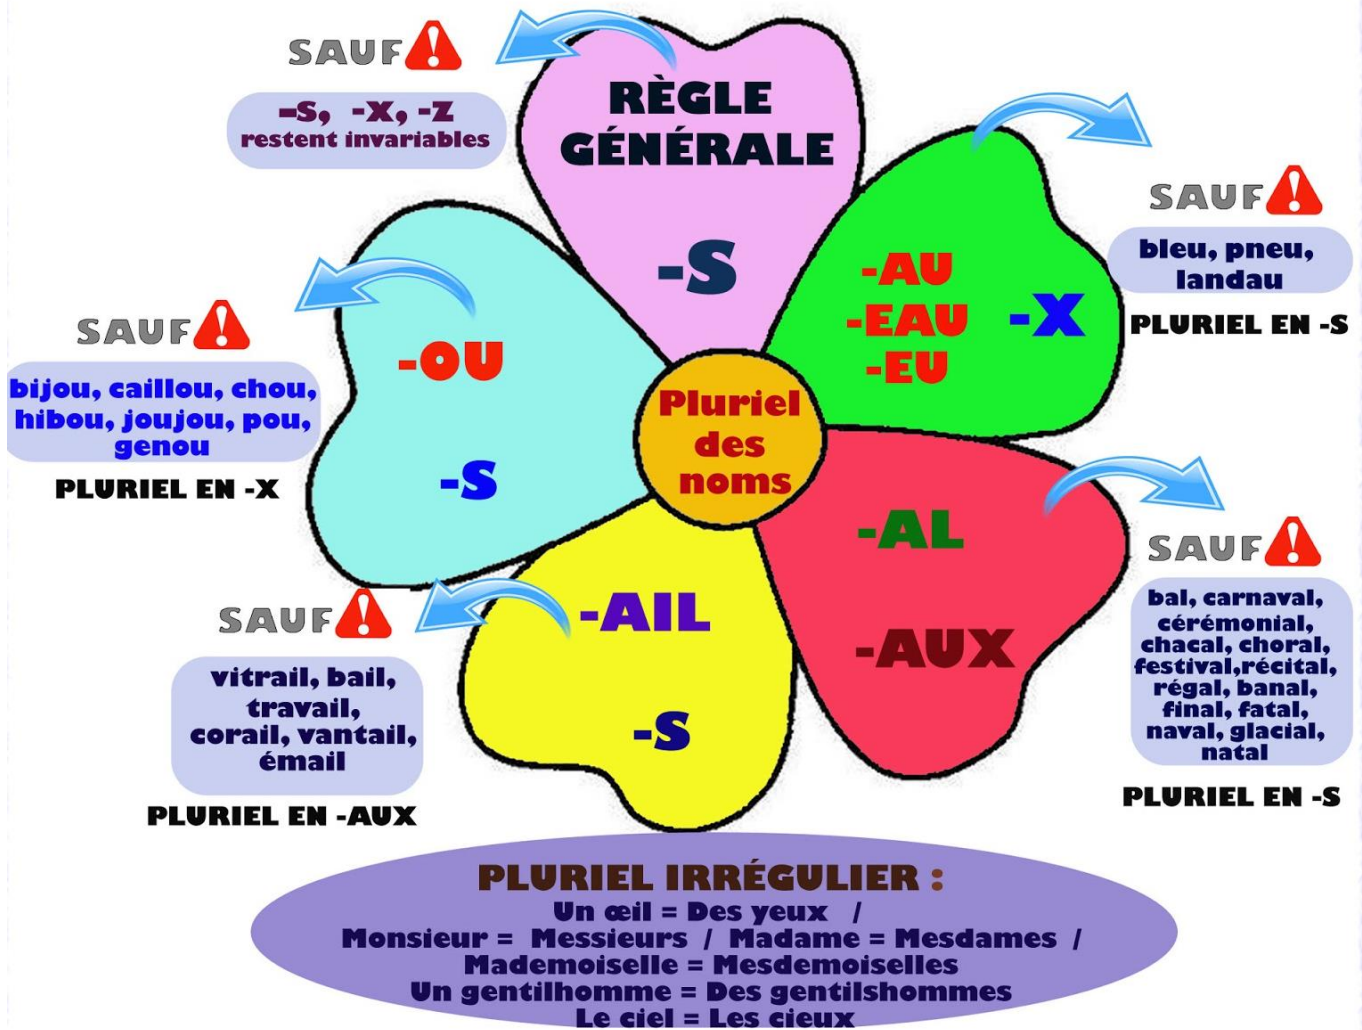 SAUF
-S, -X, -Z
restent invariables
RÈGLE
GÉNÉRALE
-S
-AU
-EAU
-EU
-X
SAUF
bleu, pneu,
landau
PLURIEL EN -S
SAUF
bijou, caillou, chou,
hibou, joujou, pou,
genou
PLURIEL EN -X
-OU
-S
Pluriel
des
noms
-AL
-AUX
SAUF
bal, carnaval,
cérémonial,
chacal, choral,
festival,récital,
régal, banal,
final, fatal,
naval, glacial,
natal
PLURIEL EN -S
SAUF
vitrail, bail,
travail,
corail, vantail,
émail
PLURIEL EN -AUX
-AIL
-S
PLURIEL IRRÉGULIER :
Un œil = Des yeux /
Monsieur = Messieurs / Madame = Mesdames /
Mademoiselle = Mesdemoiselles
Un gentilhomme = Des gentilshommes
Le ciel = Les cieux